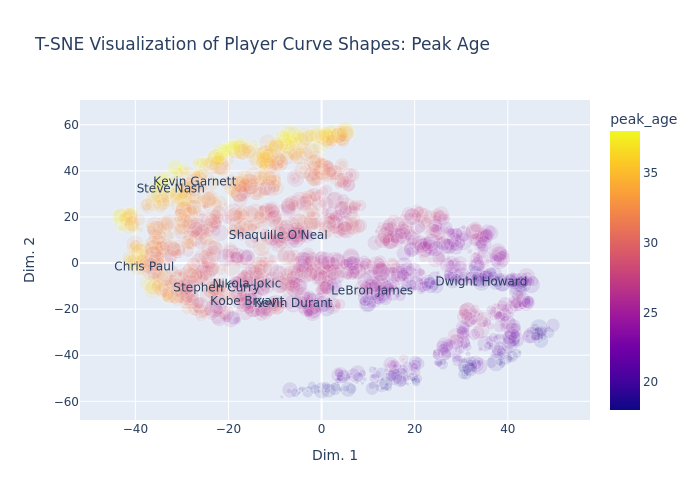 T-SNE Visualization of Player Curve Shapes: Peak Age
peak_age
60
40
20
0
−20
−40
−60
Dim. 2
Kevin Garnett
Steve Nash
Shaquille O'Neal
Chris Paul
Nikola Jokic
Stephen Curry
Dwight Howard
LeBron James
Kobe Bryant
Kevin Durant
35
30
25
20
−40
−20
0
20
40
Dim. 1